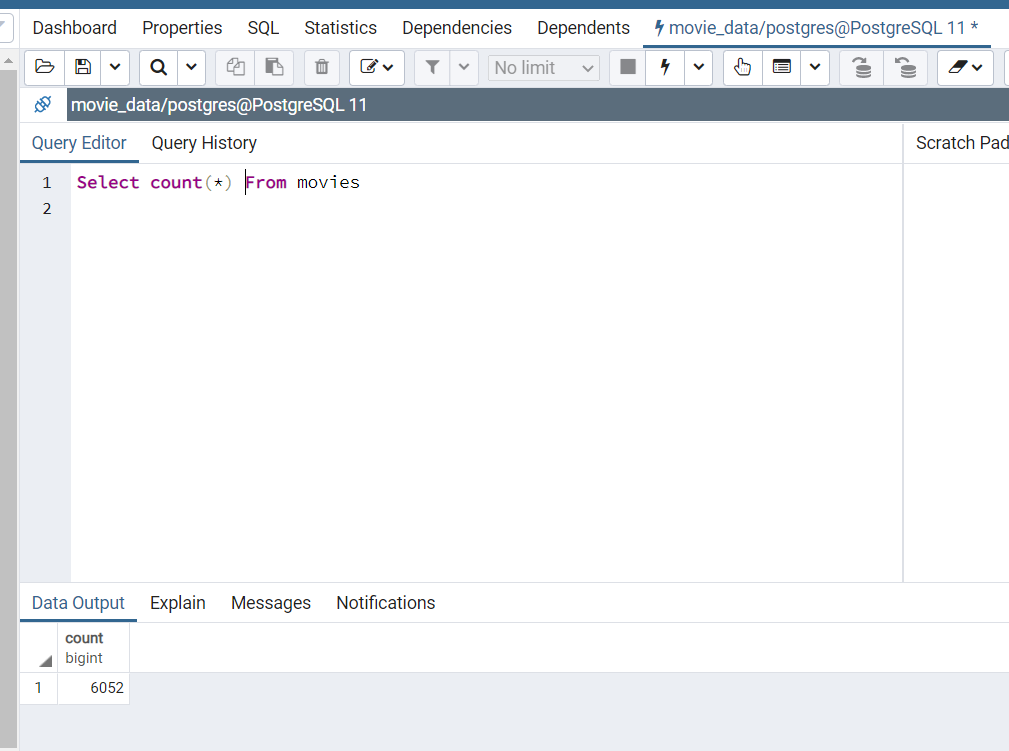 Dashboard Properties SQL Statistics Dependencies Dependents movie_data/postgres@PostgreSQL 11 *
No limit
movie_data/postgres@PostgreSQL 11
Query Editor Query History Scratch Pad
1 Select count(*) From movies
2
Data Output Explain Messages Notifications
count
bigint
1 6052